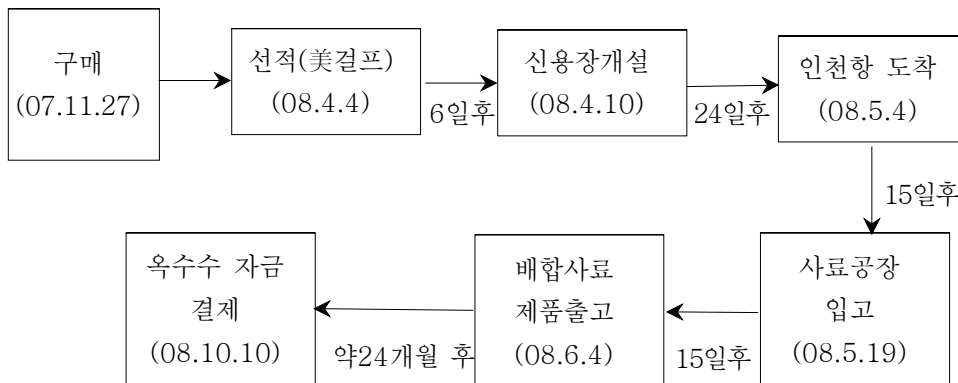 구매
(07.11.27)
선적(美걸프)
(08.4.4)
6일후
신용장개설
(08.4.10)
24일후
인천항 도착
(08.5.4)
15일후
사료공장
입고
(08.5.19)
15일후
배합사료
제품출고
(08.6.4)
약24개월 후
옥수수 자금
결제
(08.10.10)